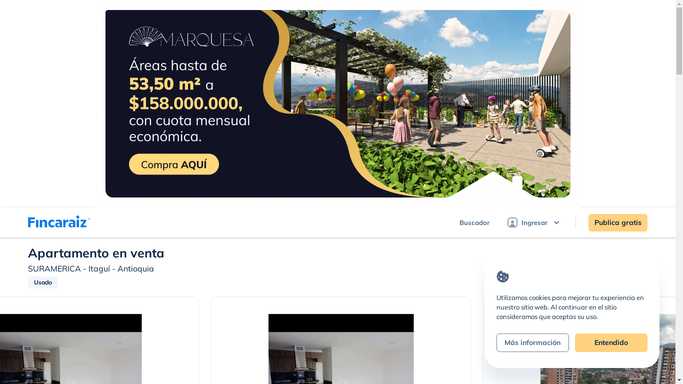 MARQUESA
Áreas hasta de
53,50 m² a
$158.000.000,
con cuota mensual
económica.
Compra AQUÍ
Fincaraiz
Buscador
Ingresar
Publica gratis
Apartamento en venta
SURAMERICA - Itaguí - Antioquia
Usado
Utilizamos cookies para mejorar tu experiencia en
nuestro sitio web. Al continuar en el sitio
consideramos que aceptas su uso.
Más información
Entendido